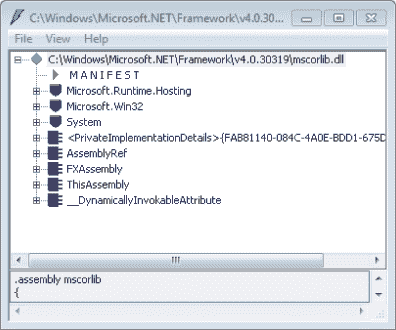 C:\Windows\Microsoft.NET\Framework\v4.0.30...
File View Help
C:\Windows\Microsoft.NET\Framework\v4.0.30319\mscorlib.dll
M A N I F E S T
Microsoft.Runtime.Hosting
Microsoft.Win32
System
<PrivateImplementationDetails>{FAB81140-084C-4A0E-BDD1-675D
AssemblyRef
FXAssembly
ThisAssembly
__DynamicallyInvokableAttribute
.assembly mscorlib
{